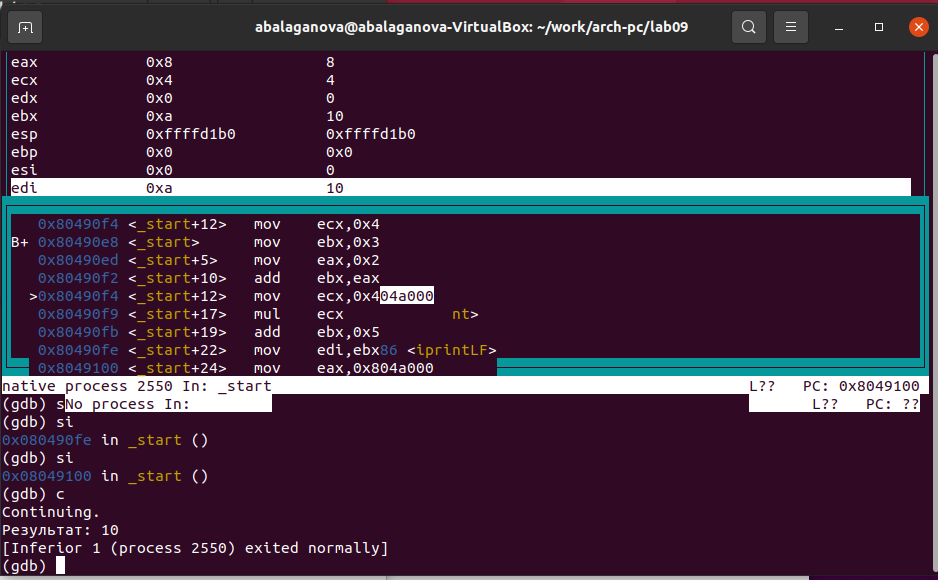 abalaganova@abalaganova-VirtualBox: ~/work/arch-pc/lab09
eax 0x8 8
ecx 0x4 4
edx 0x0 0
ebx 0xa 10
esp 0xffffd1b0 0xffffd1b0
ebp 0x0 0x0
esi 0x0 0
edi 0xa 10
0x80490f4 <_start+12> mov ecx,0x4
B+ 0x80490e8 <_start> mov ebx,0x3
0x80490ed <_start+5> mov eax,0x2
0x80490f2 <_start+10> add ebx,eax
>0x80490f4 <_start+12> mov ecx,0x404a000
0x80490f9 <_start+17> mul ecx nt>
0x80490fb <_start+19> add ebx,0x5
0x80490fe <_start+22> mov edi,ebx86 <iprintLF>
0x8049100 <_start+24> mov eax,0x804a000
native process 2550 In: _start L?? PC: 0x8049100
(gdb) sNo process In: L?? PC: ??
(gdb) si
0x080490fe in _start ()
(gdb) si
0x08049100 in _start ()
(gdb) c
Continuing.
Результат: 10
[Inferior 1 (process 2550) exited normally]
(gdb)